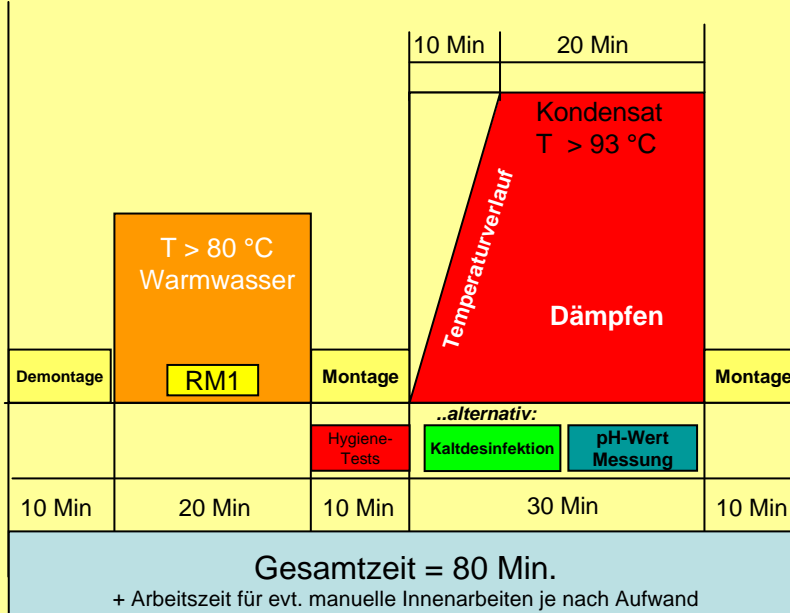 10 Min
20 Min
Kondensat
T > 93 °C
Temperaturverlauf
T > 80 °C
Warmwasser
Dämpfen
Demontage
RM1
Montage
Montage
..alternativ:
Hygiene-
Tests
Kaltdesinfektion
pH-Wert
Messung
10 Min
20 Min
10 Min
30 Min
10 Min
Gesamtzeit = 80 Min.
+ Arbeitszeit für evt. manuelle Innenarbeiten je nach Aufwand